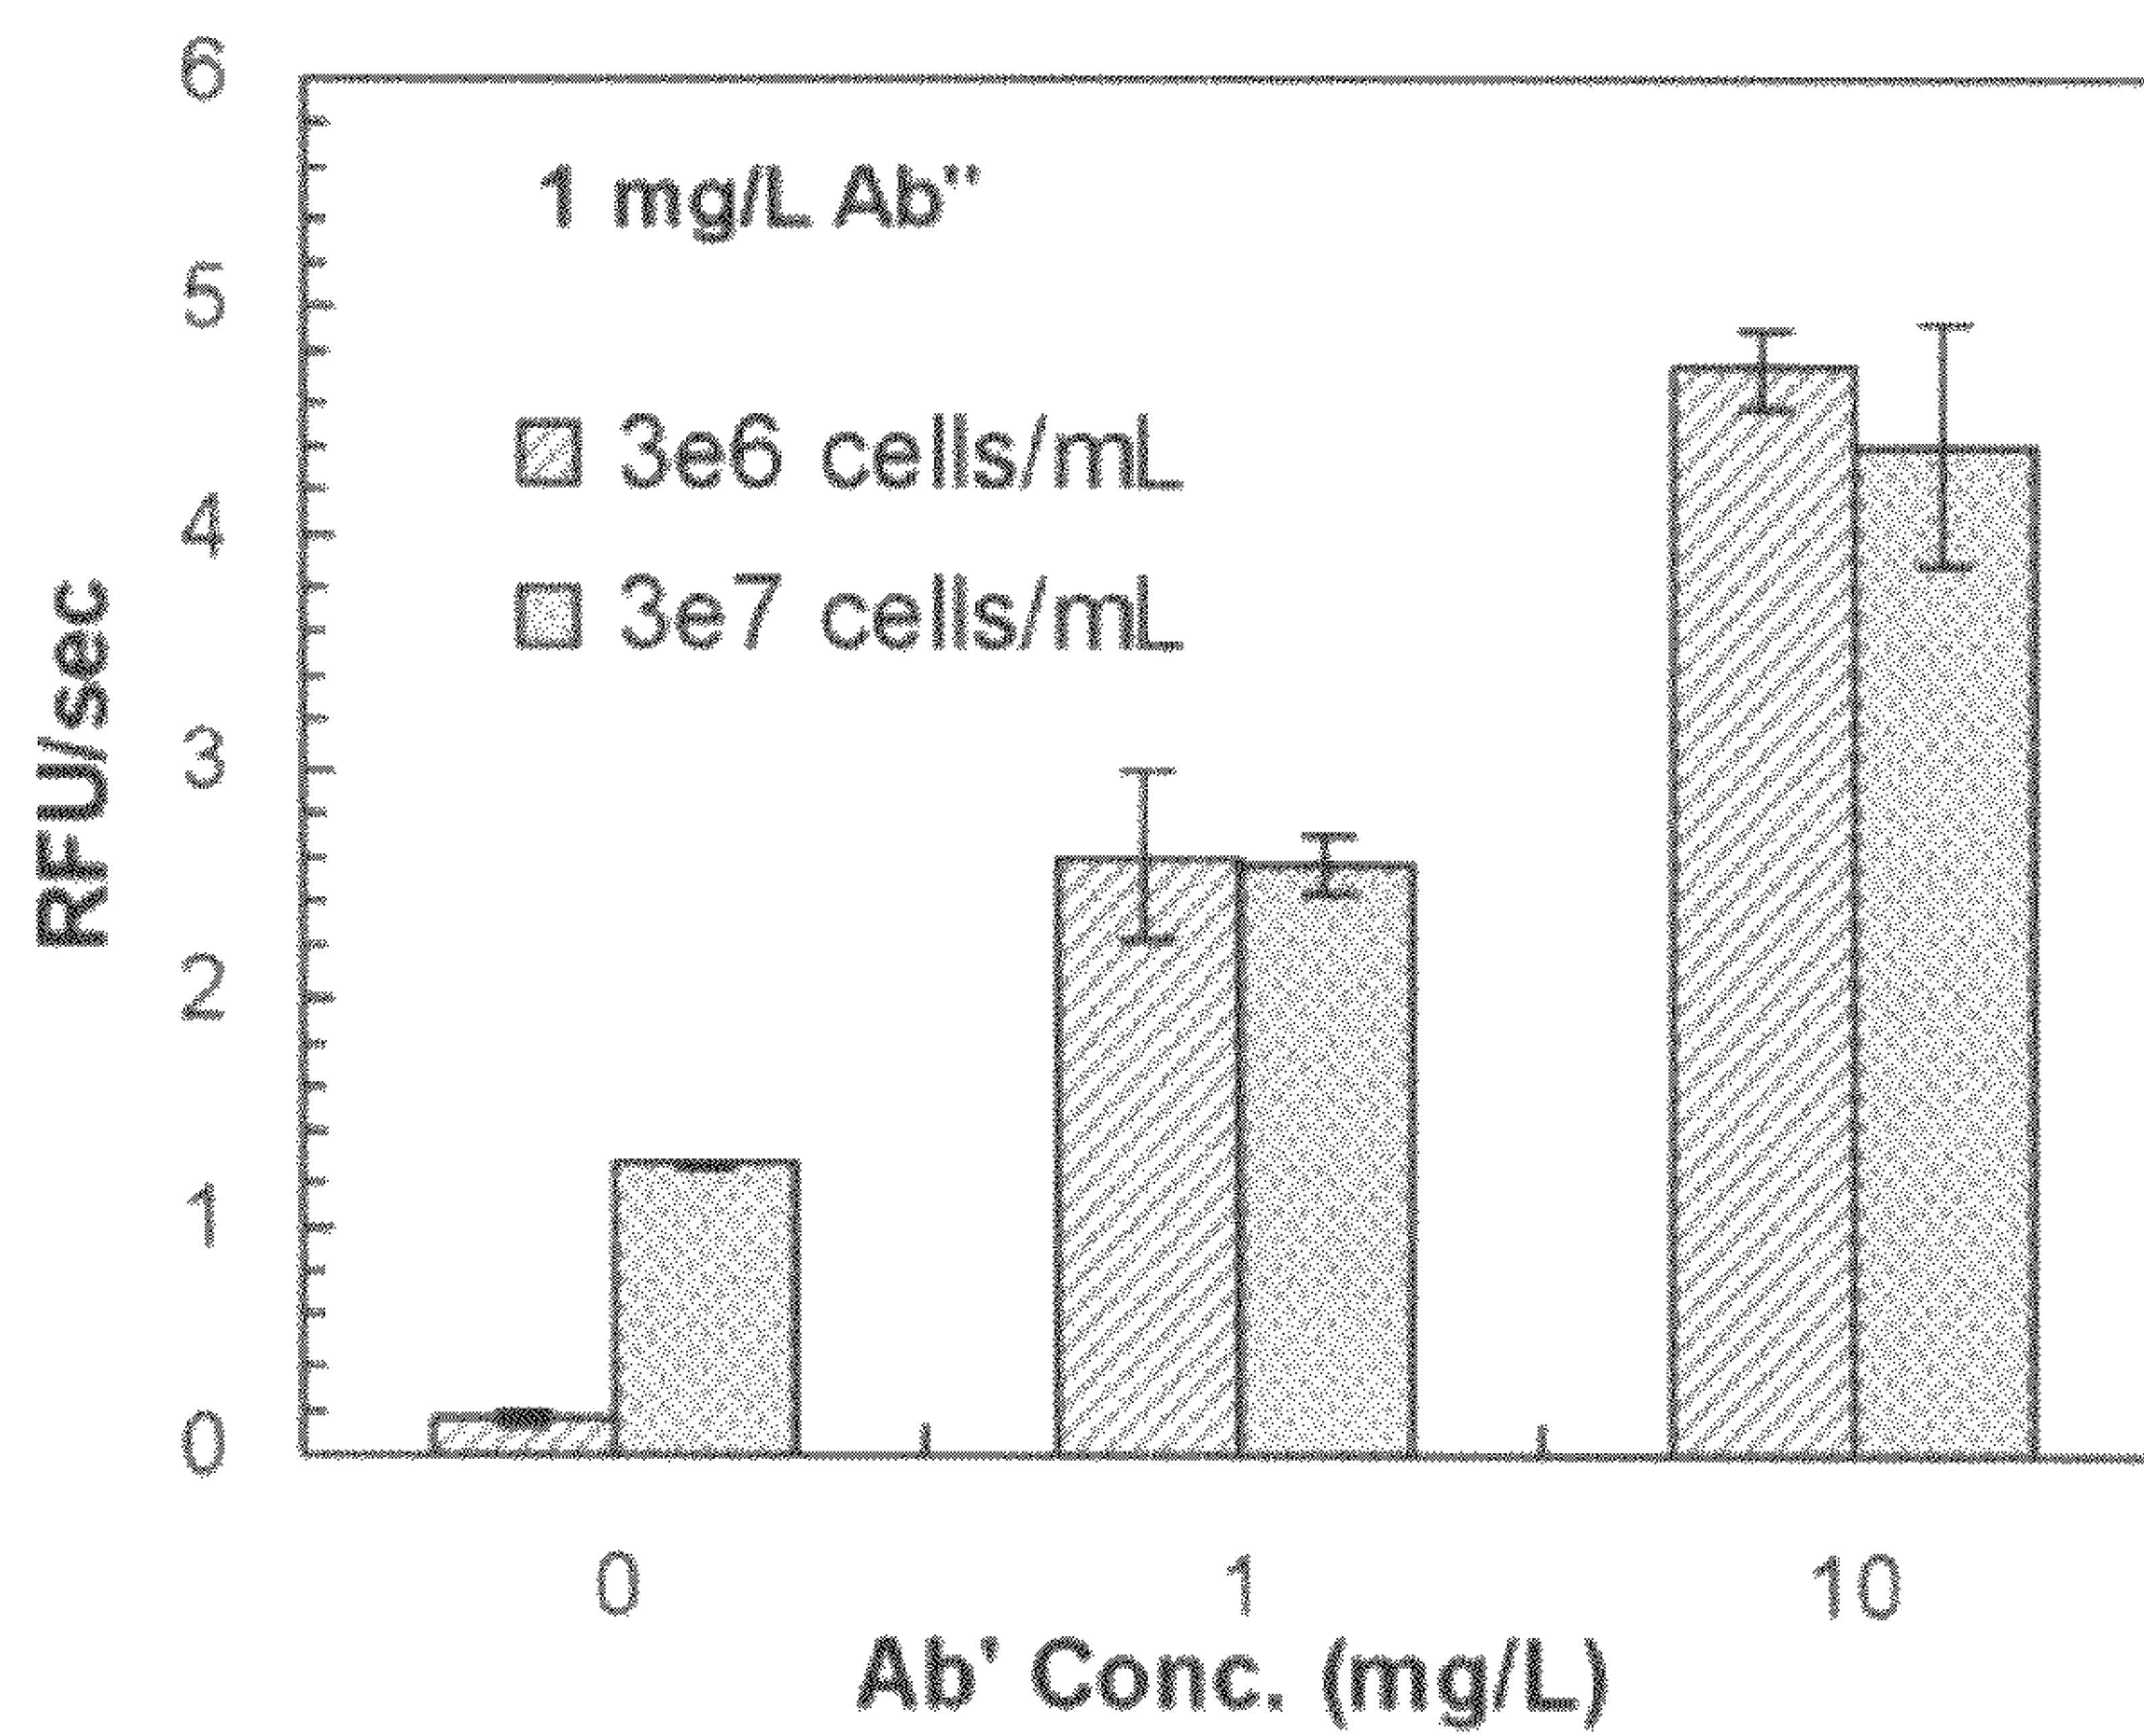 6
5
4
3
2
1
0
RFU/sec
1 mg/L Ab"
3e6 cells/mL
3e7 cells/mL
0 1 10
Ab' Conc. (mg/L)